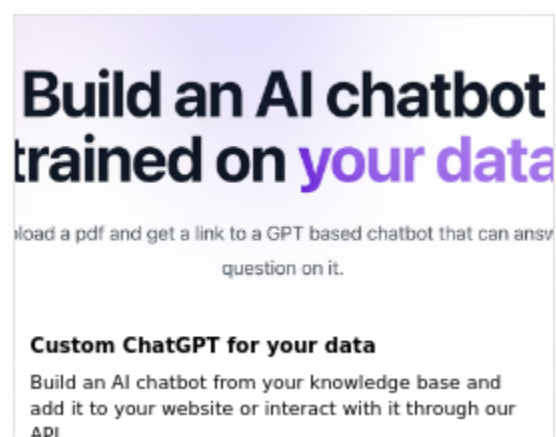 Build an AI chatbot
trained on your data
load a pdf and get a link to a GPT based chatbot that can
question on it.
Custom ChatGPT for your data
Build an AI chatbot from your knowledge base and
add it to your website or interact with it through our
API